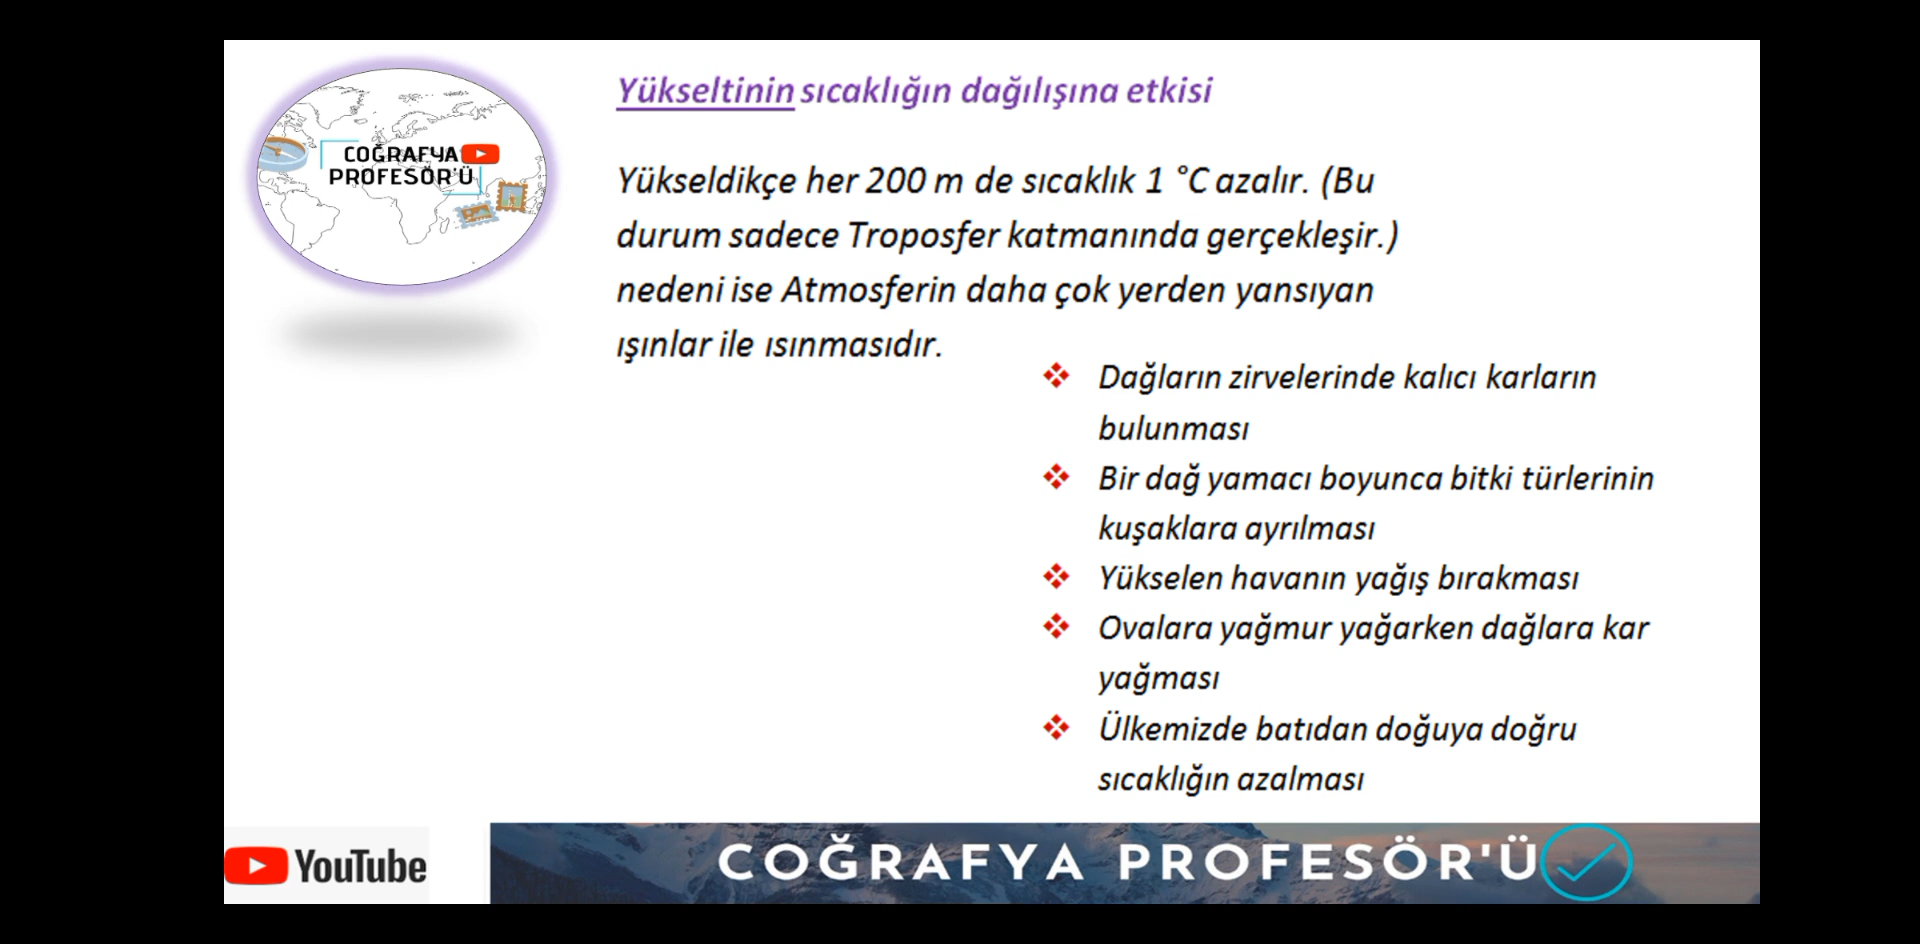 COĞRAFYA
PROFESÖR'Ü
Yükseltinin sıcaklığın dağılışına etkisi
Yükseldikçe her 200 m de sıcaklık 1 °C azalır. (Bu
durum sadece Troposfer katmanında gerçekleşir.)
nedeni ise Atmosferin daha çok yerden yansıyan
ışınlar ile ısınmasıdır.
Dağların zirvelerinde kalıcı karların
bulunması
Bir dağ yamacı boyunca bitki türlerinin
kuşaklara ayrılması
Yükselen havanın yağış bırakması
Ovalara yağmur yağarken dağlara kar
yağması
Ülkemizde batıdan doğuya doğru
sıcaklığın azalması
YouTube
COĞRAFYA PROFESÖR'Ü